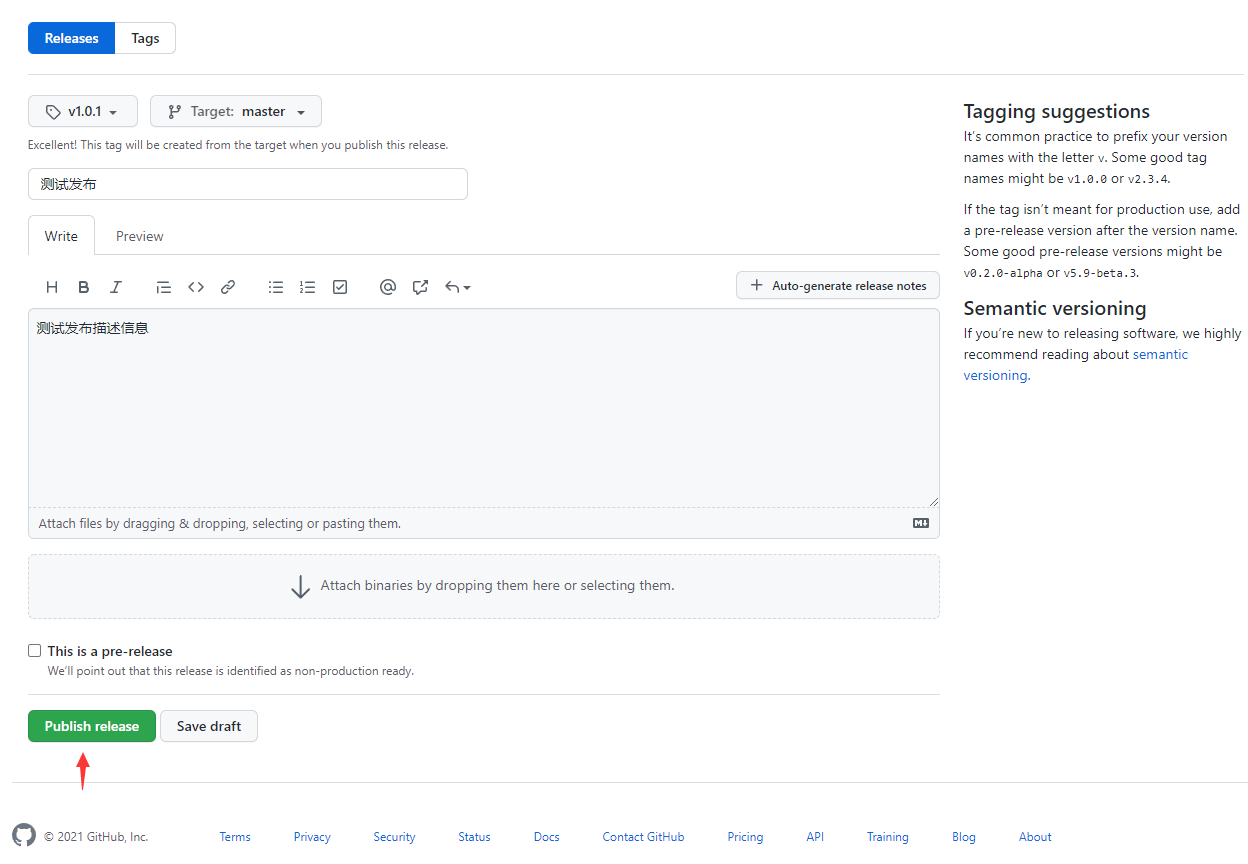 Releases Tags
v1.0.1 Target: master
Excellent! This tag will be created from the target when you publish this release.
测试发布
Write Preview
H B I @ Auto-generate release notes
测试发布描述信息
Attach files by dragging & dropping, selecting or pasting them.
Attach binaries by dropping them here or selecting them.
This is a pre-release
We'll point out that this release is identified as non-production ready.
Publish release Save draft
Tagging suggestions
It's common practice to prefix your version
names with the letter v. Some good tag
names might be v1.0.0 or v2.3.4.
If the tag isn't meant for production use, add
a pre-release version after the version name.
Some good pre-release versions might be
v0.2.0-alpha or v5.9-beta.3.
Semantic versioning
If you're new to releasing software, we highly
recommend reading about semantic
versioning.
© 2021 GitHub, Inc. Terms Privacy Security Status Docs Contact GitHub Pricing API Training Blog About